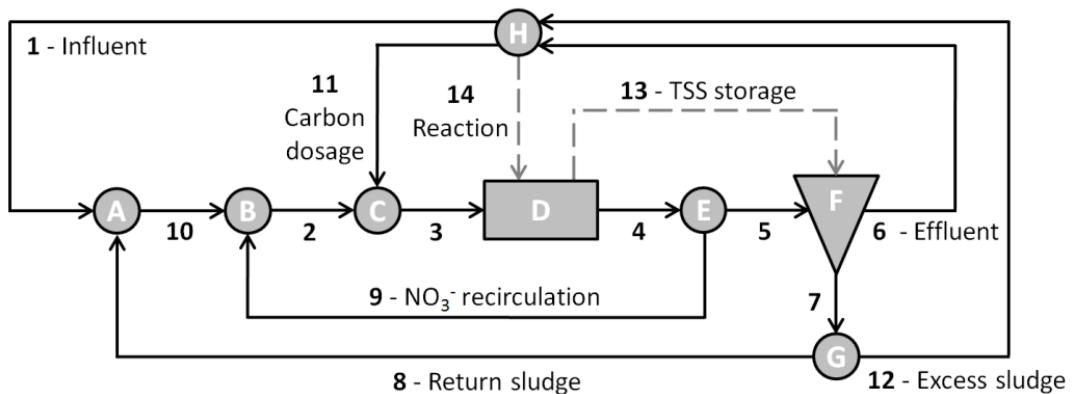 H
1 - Influent
11
Carbon
dosage
14
Reaction
13 - TSS storage
A
B
C
D
E
F
10
2
3
4
5
6 - Effluent
9 - NO₃⁻ recirculation
7
G
8 - Return sludge
12 - Excess sludge